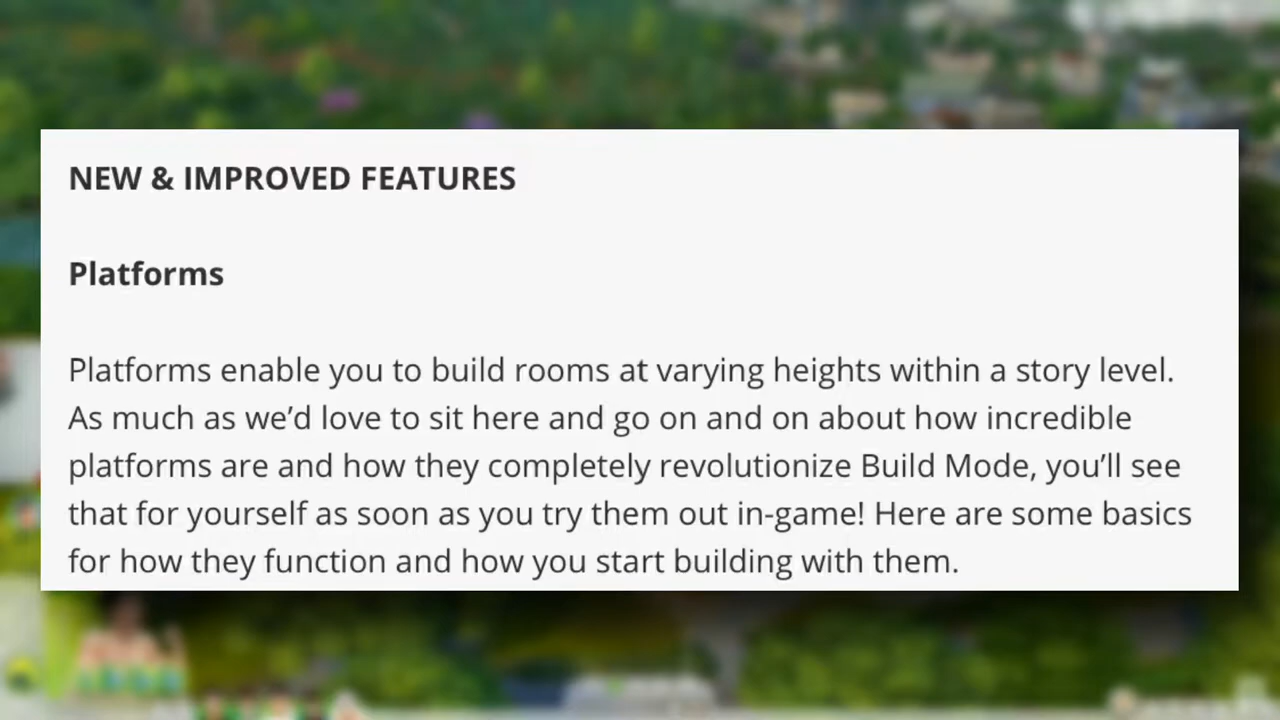 NEW & IMPROVED FEATURES
Platforms
Platforms enable you to build rooms at varying heights within a story level.
As much as we’d love to sit here and go on and on about how incredible
platforms are and how they completely revolutionize Build Mode, you’ll see
that for yourself as soon as you try them out in-game! Here are some basics
for how they function and how you start building with them.